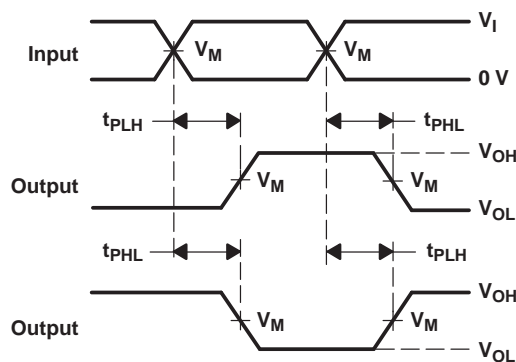 V_I
Input
V_M
V_M
0 V
t_PLH
t_PHL
V_OH
Output
V_M
V_M
V_OL
t_PHL
t_PLH
V_OH
Output
V_M
V_M
V_OL